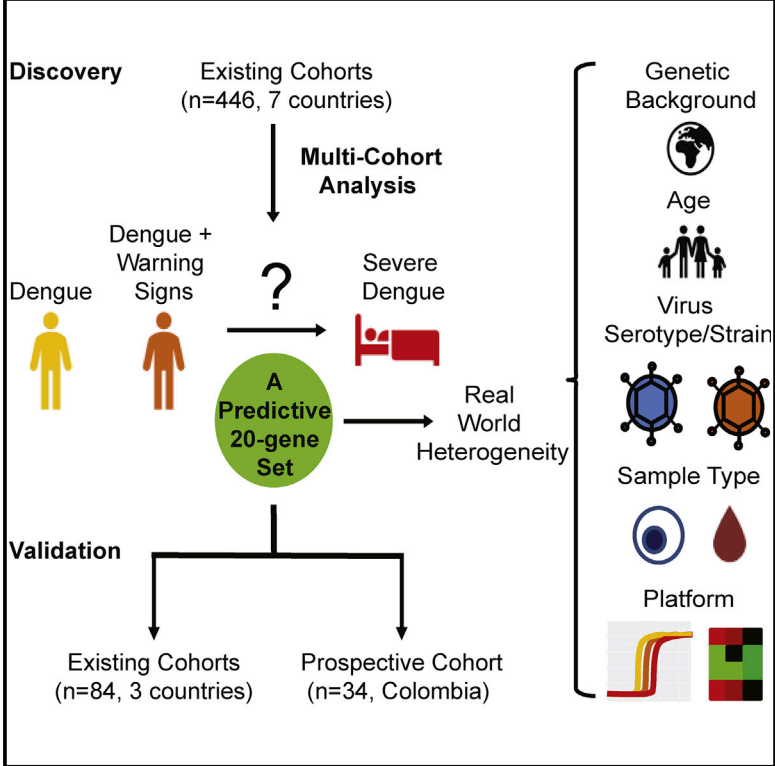 Discovery
Existing Cohorts
(n=446, 7 countries)
Multi-Cohort
Analysis
Dengue
Dengue +
Warning
Signs
?
Severe
Dengue
A
Predictive
20-gene
Set
Real
World
Heterogeneity
Validation
Existing Cohorts
(n=84, 3 countries)
Prospective Cohort
(n=34, Colombia)
Genetic
Background
Age
Virus
Serotype/Strain
Sample Type
Platform